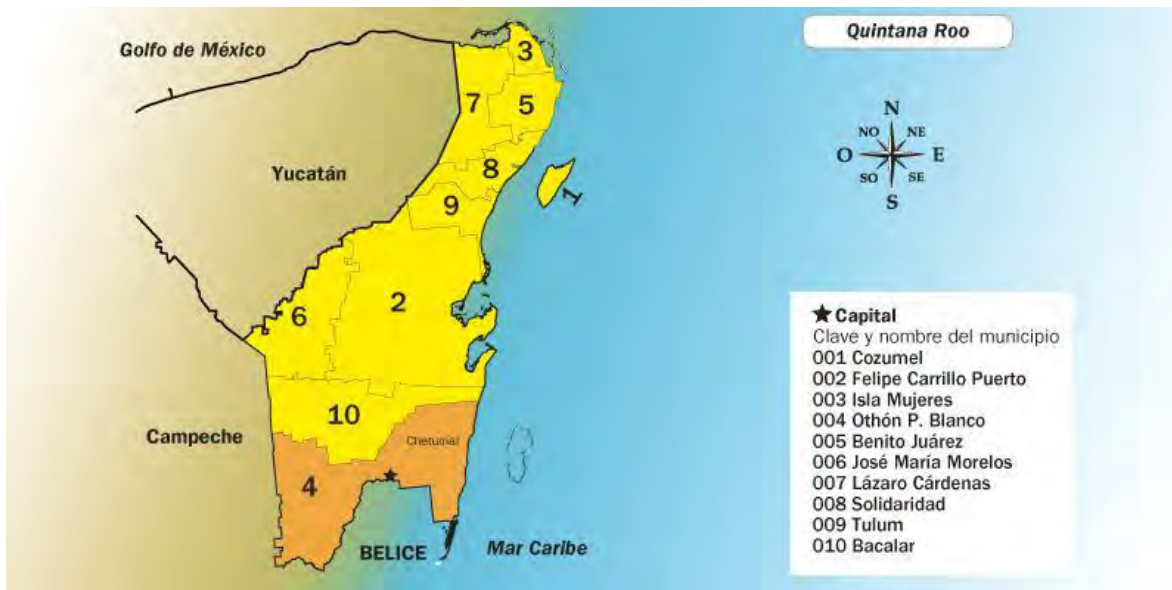 Quintana Roo
Golfo de México
3
7
5
N
NO NE
O E
SO SE
S
Yucatán
8
1
9
2
6
10
Campeche
Chetumal
4
BELICE
Mar Caribe
★ Capital
Clave y nombre del municipio
001 Cozumel
002 Felipe Carrillo Puerto
003 Isla Mujeres
004 Othón P. Blanco
005 Benito Juárez
006 José María Morelos
007 Lázaro Cárdenas
008 Solidaridad
009 Tulum
010 Bacalar